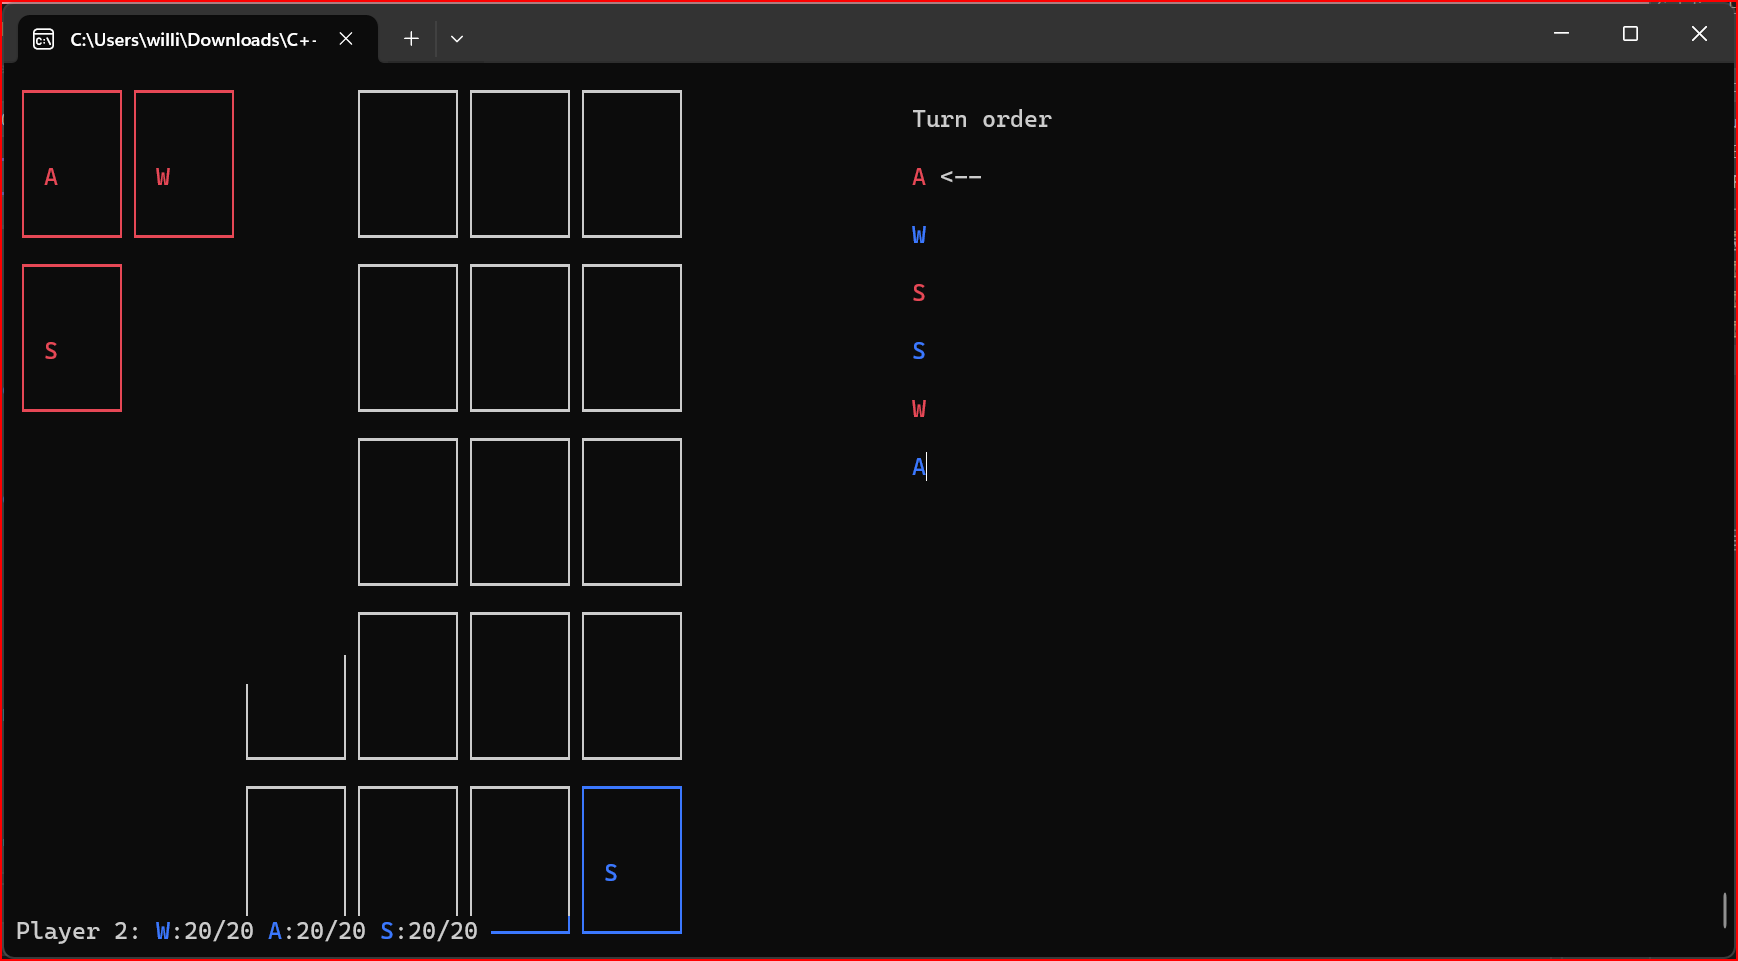 C:\Users\willi\Downloads\C+-
A W
S
S
Player 2: W:20/20 A:20/20 S:20/20
Turn order
A <--
W
S
S
W
A